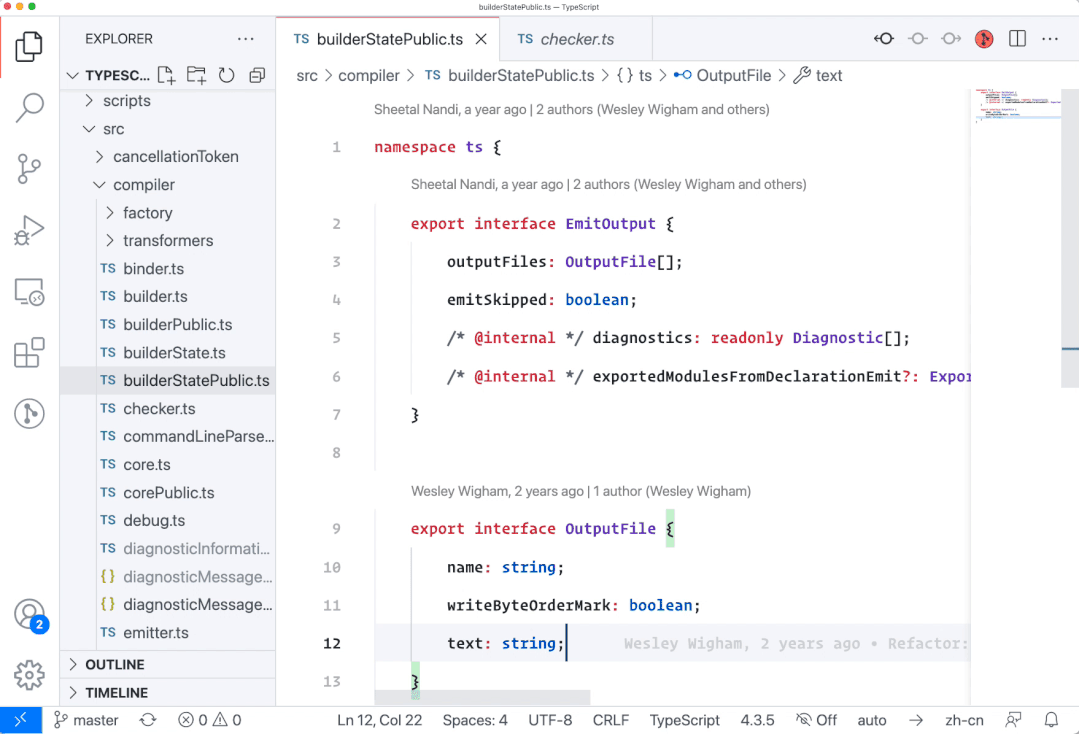 builderStatePublic.ts — TypeScript
EXPLORER
TYPESC...
scripts
src
cancellationToken
compiler
factory
transformers
TS binder.ts
TS builder.ts
TS builderPublic.ts
TS builderState.ts
TS builderStatePublic.ts
TS checker.ts
TS commandLineParse...
TS core.ts
TS corePublic.ts
TS debug.ts
TS diagnosticInformati...
{} diagnosticMessage...
{} diagnosticMessage...
TS emitter.ts
OUTLINE
TIMELINE
2
TS builderStatePublic.ts
TS checker.ts
src > compiler > TS builderStatePublic.ts > {} ts > OutputFile > text
Sheetal Nandi, a year ago | 2 authors (Wesley Wigham and others)
1 namespace ts {
Sheetal Nandi, a year ago | 2 authors (Wesley Wigham and others)
2 export interface EmitOutput {
3 outputFiles: OutputFile[];
4 emitSkipped: boolean;
5 /* @internal */ diagnostics: readonly Diagnostic[];
6 /* @internal */ exportedModulesFromDeclarationEmit?: Expor
7 }
8
Wesley Wigham, 2 years ago | 1 author (Wesley Wigham)
9 export interface OutputFile {
10 name: string;
11 writeByteOrderMark: boolean;
12 text: string; Wesley Wigham, 2 years ago • Refactor:
13 }
master 0 0 Ln 12, Col 22 Spaces: 4 UTF-8 CRLF TypeScript 4.3.5 Off auto zh-cn